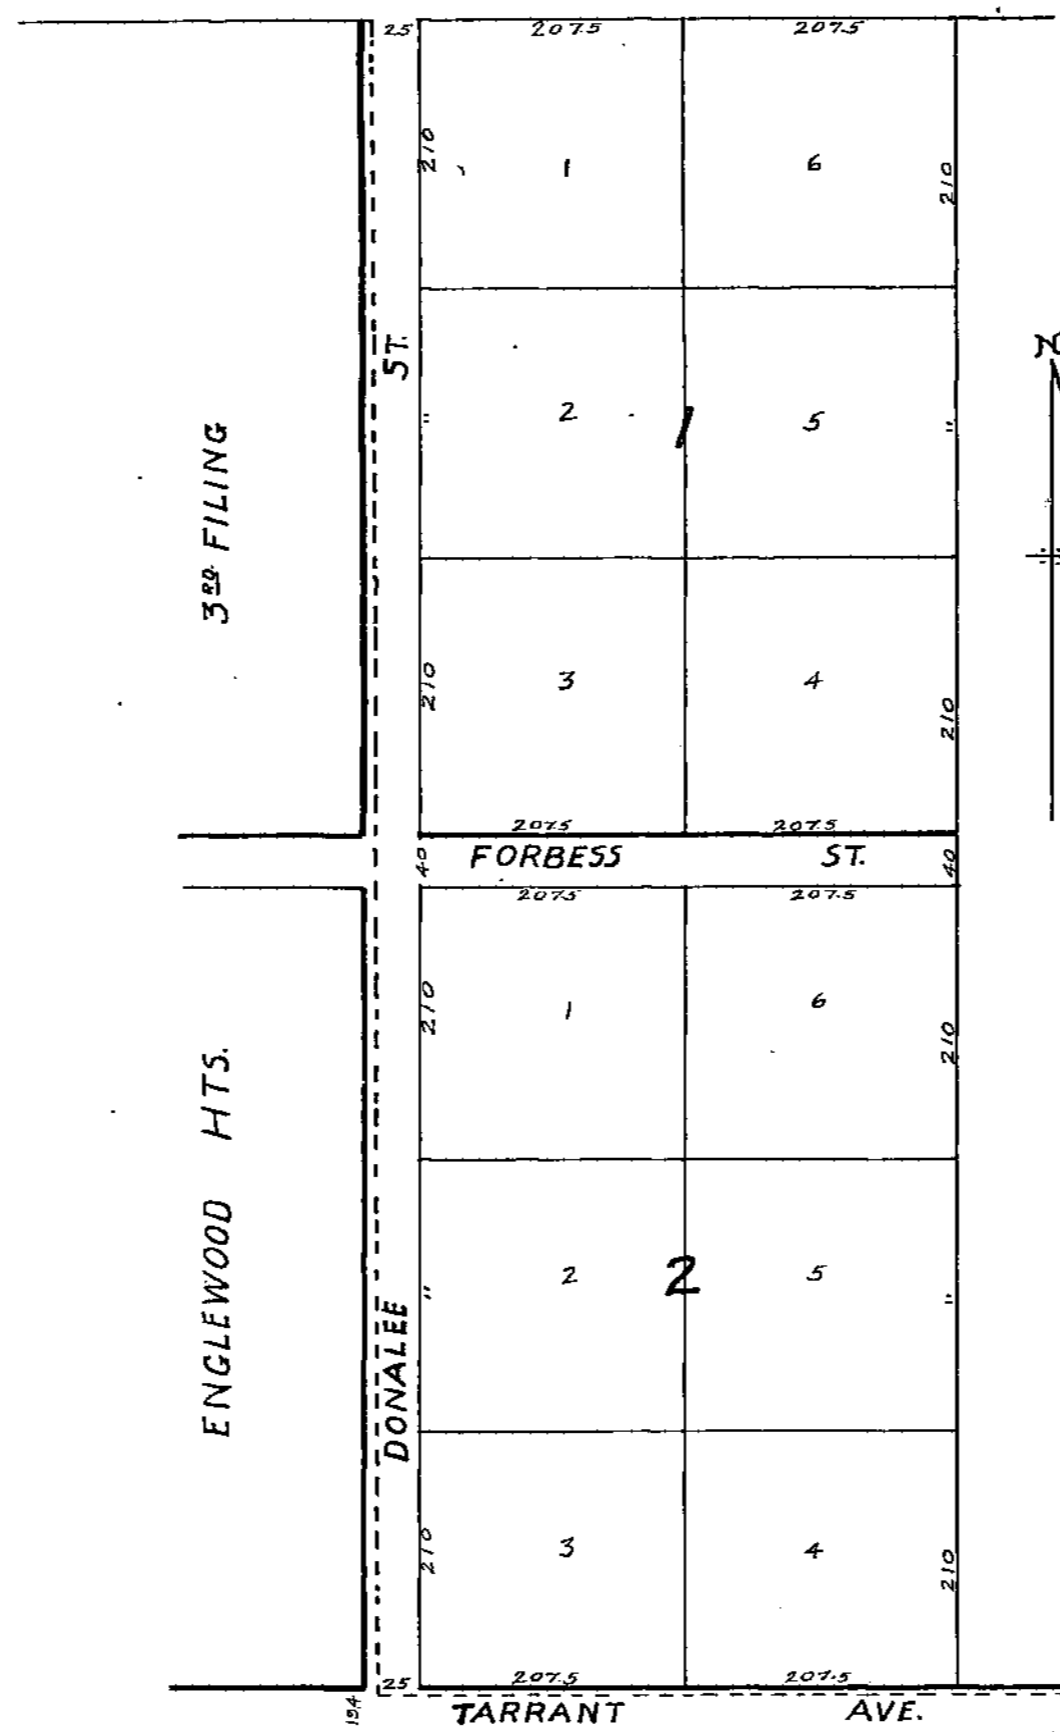 25 207.5 207.5
210 1 6 210
N
ST.
" 2 1 5 "
3RD. FILING
210 3 4 210
207.5 207.5
40 FORBESS ST. 40
207.5 207.5
210 1 6 210
ENGLEWOOD HTS.
" 2 2 5 "
DONALEE
210 3 4 210
25 207.5 207.5
TARRANT AVE.